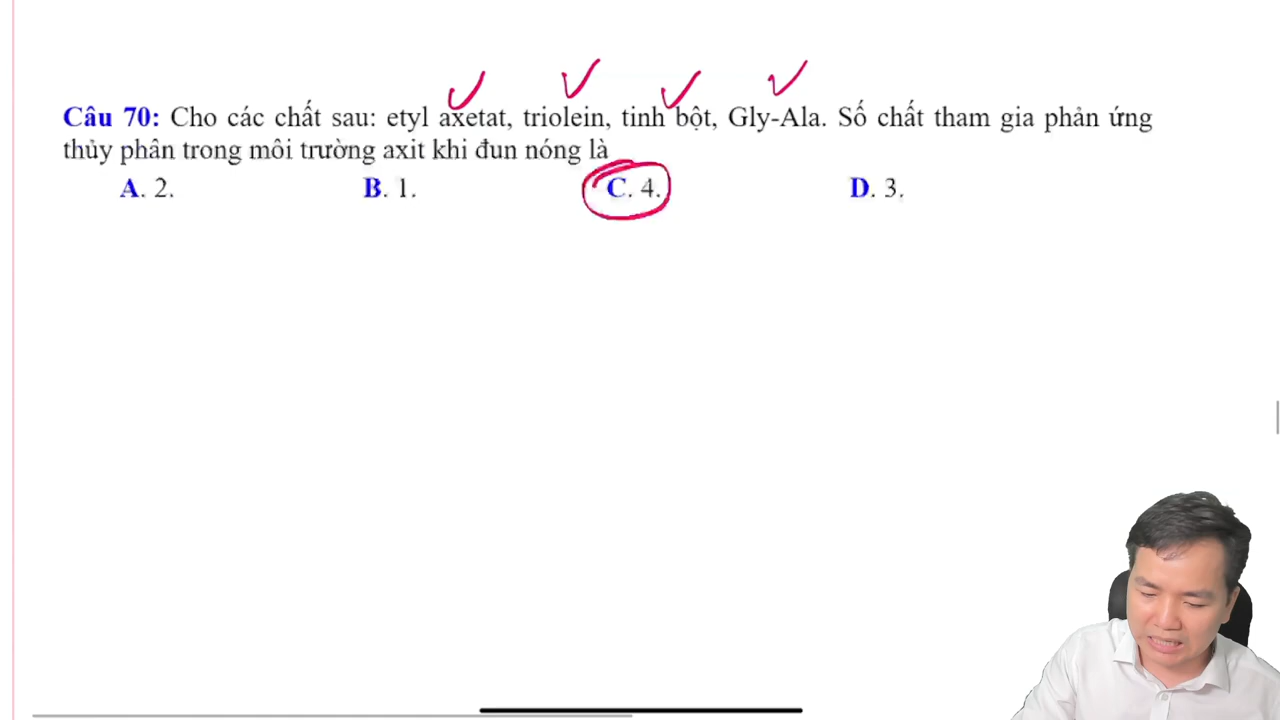 Câu 70: Cho các chất sau: etyl axetat, triolein, tinh bột, Gly-Ala. Số chất tham gia phản ứng
thủy phân trong môi trường axit khi đun nóng là
A. 2. B. 1. C. 4. D. 3.